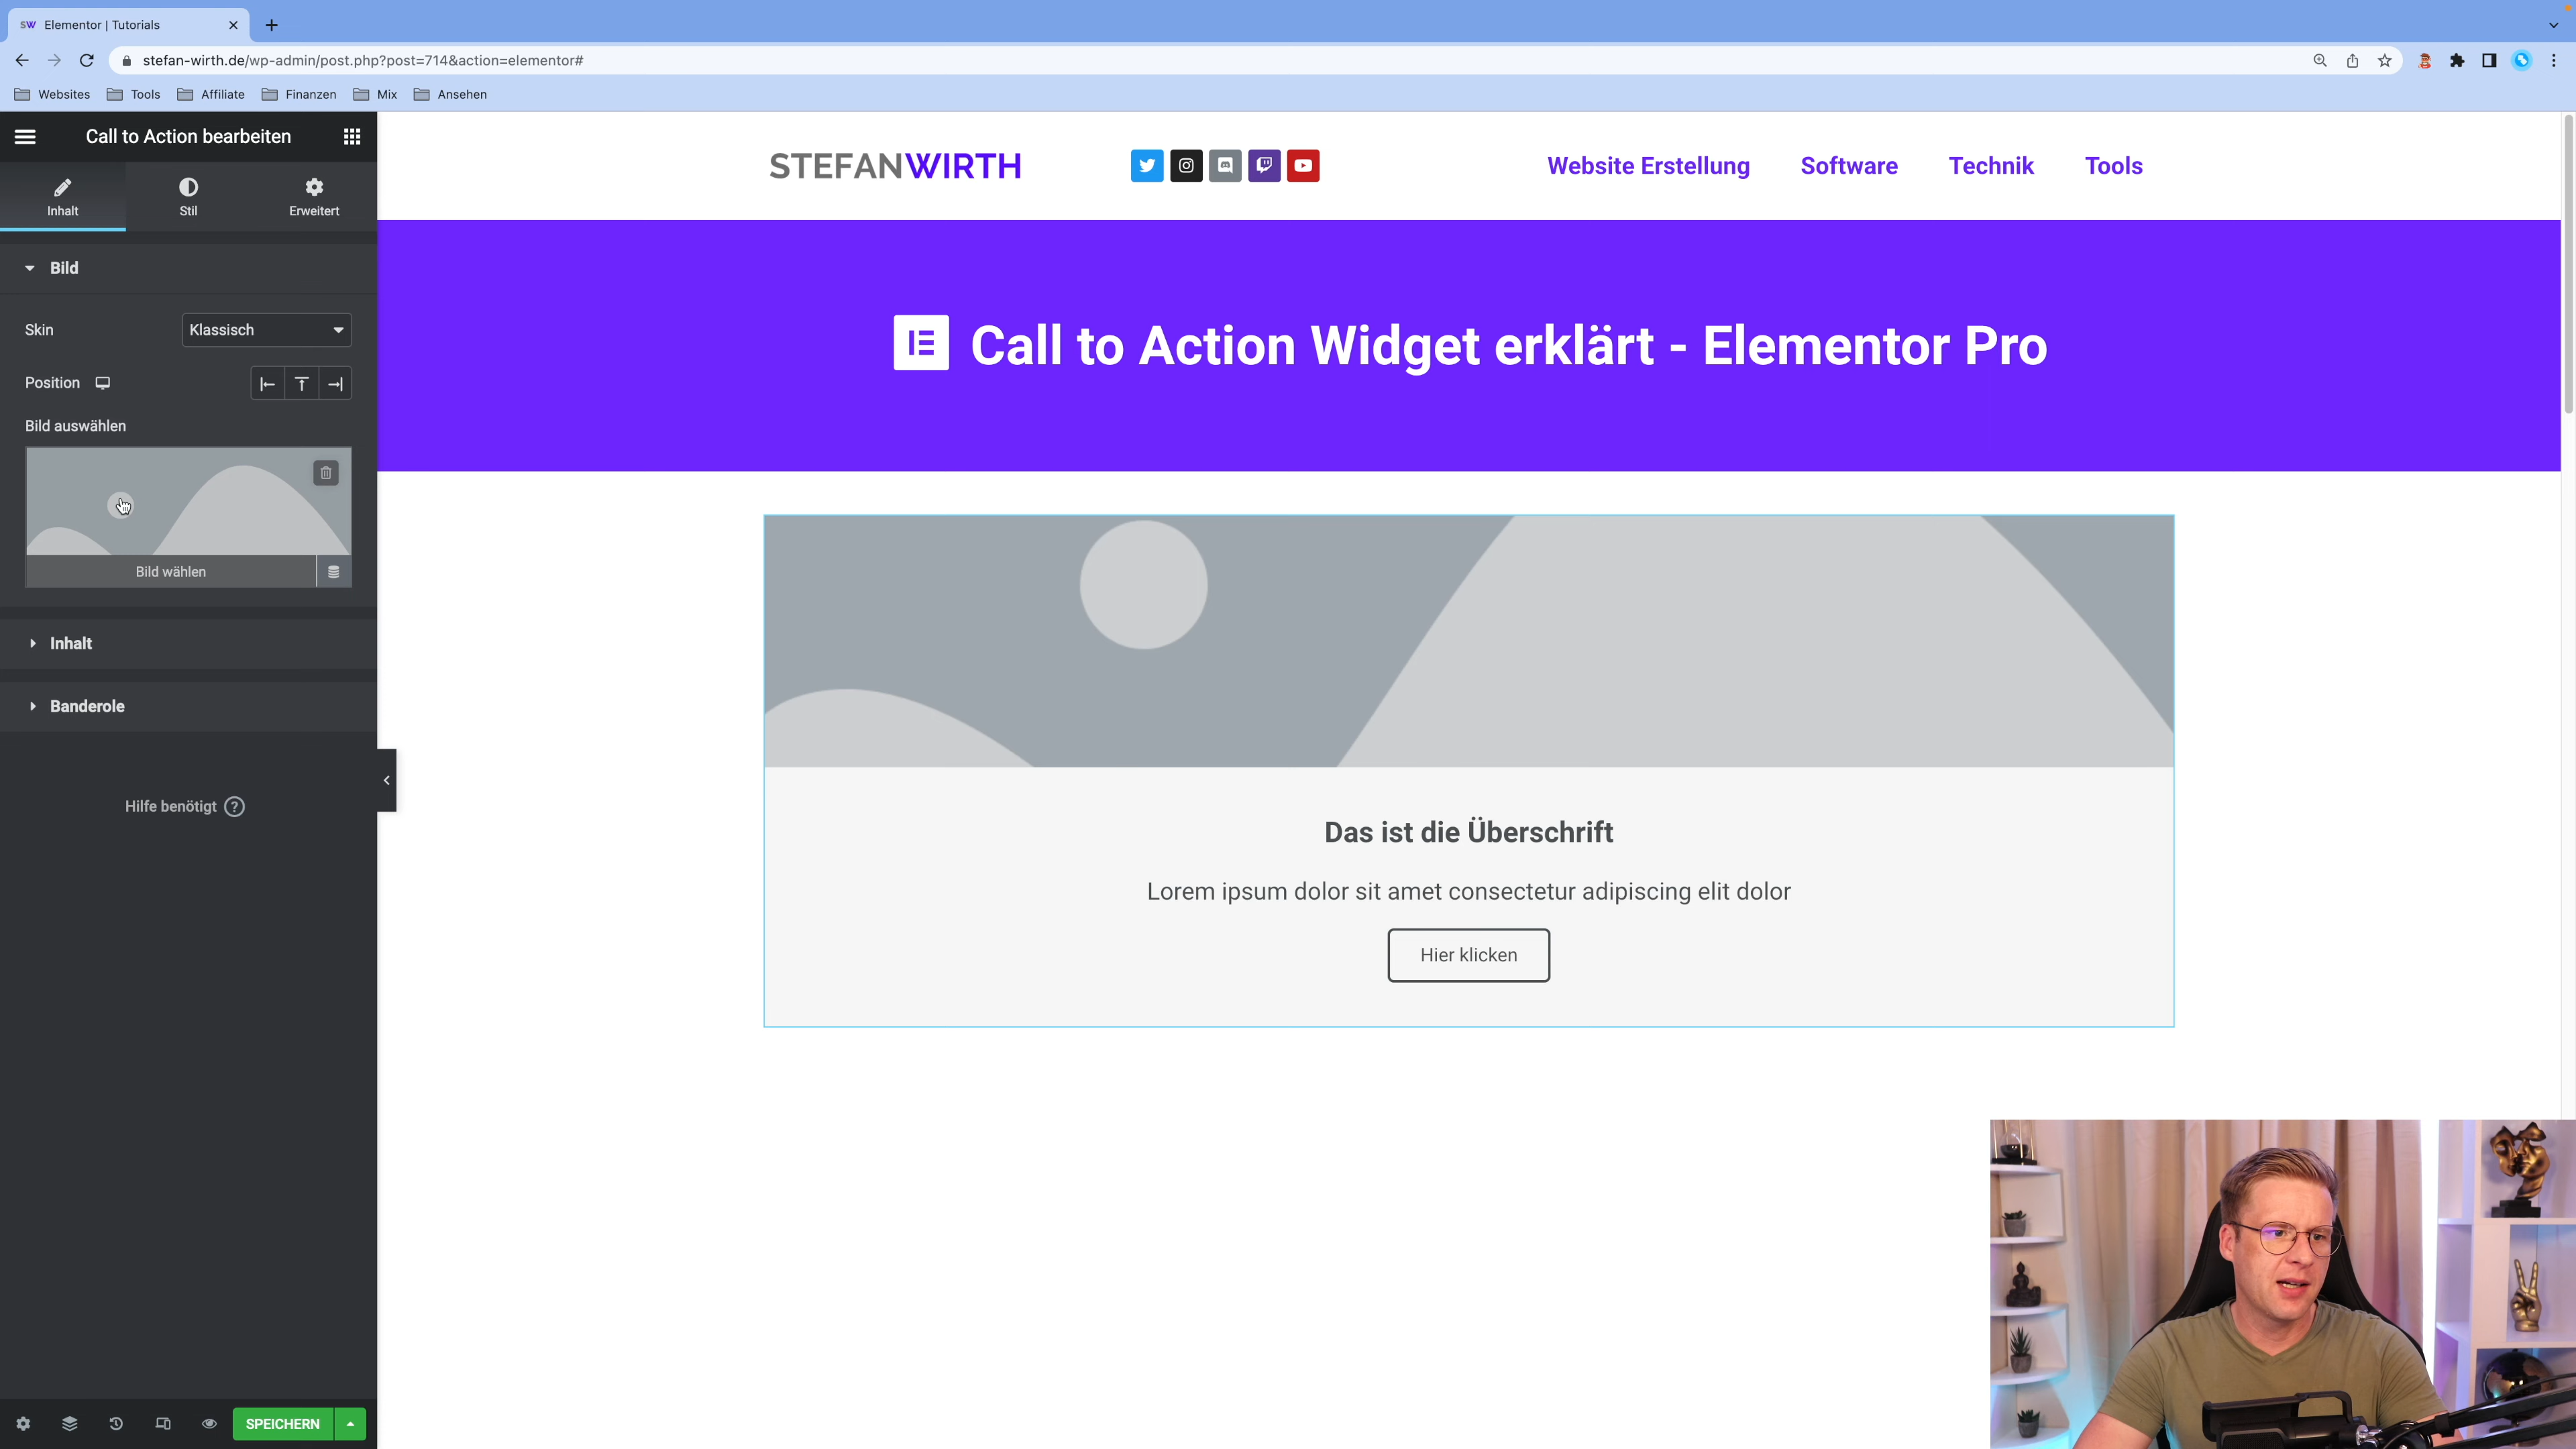 SW Elementor | Tutorials
stefan-wirth.de/wp-admin/post.php?post=714&action=elementor#
Websites Tools Affiliate Finanzen Mix Ansehen
Call to Action bearbeiten
Inhalt Stil Erweitert
Bild
Skin Klassisch
Position
Bild auswählen
Bild wählen
Inhalt
Banderole
Hilfe benötigt ?
SPEICHERN
STEFANWIRTH
Website Erstellung Software Technik Tools
Call to Action Widget erklärt - Elementor Pro
Das ist die Überschrift
Lorem ipsum dolor sit amet consectetur adipiscing elit dolor
Hier klicken